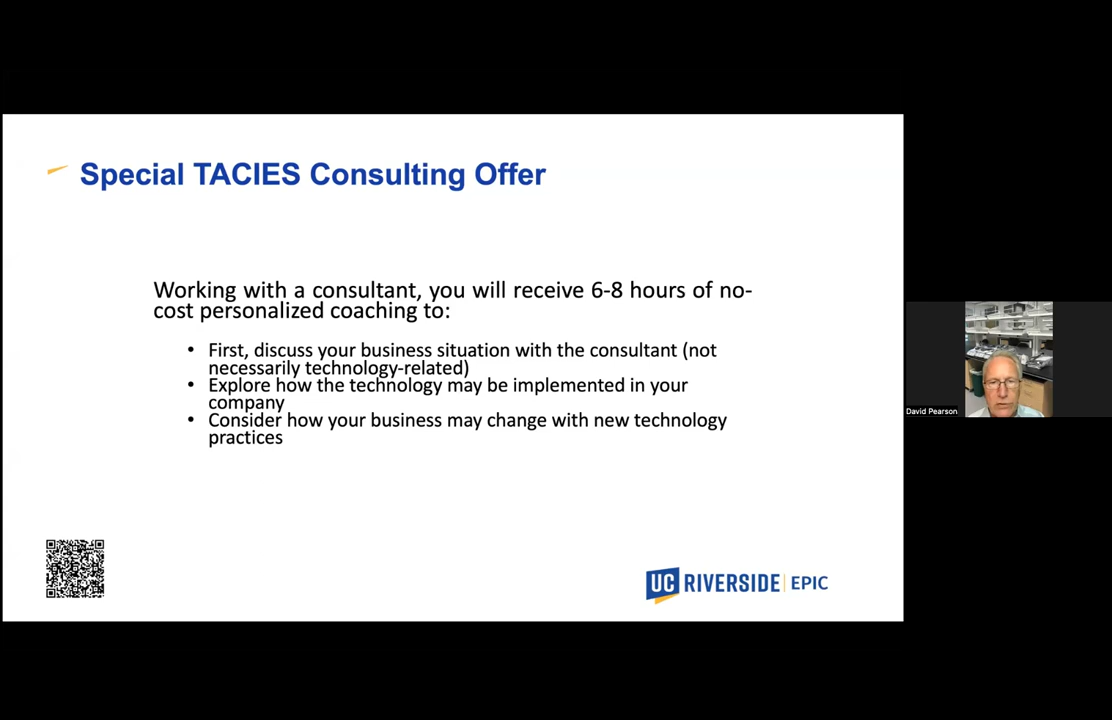 Special TACIES Consulting Offer
Working with a consultant, you will receive 6-8 hours of no-
cost personalized coaching to:
• First, discuss your business situation with the consultant (not
necessarily technology-related)
• Explore how the technology may be implemented in your
company
• Consider how your business may change with new technology
practices
UC RIVERSIDE | EPIC
David Pearson